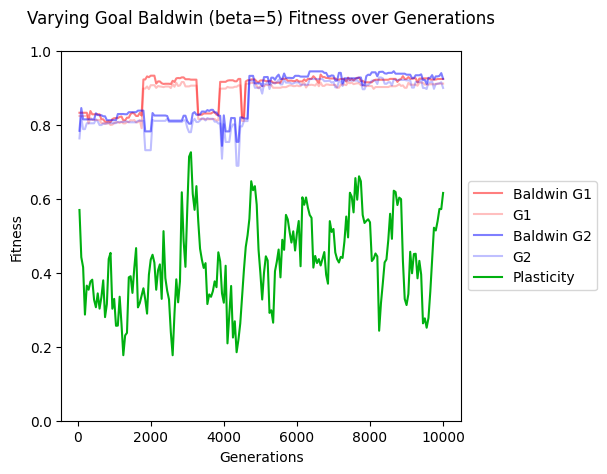 Varying Goal Baldwin (beta=5) Fitness over Generations
1.0
0.8
0.6
0.4
0.2
0.0
Fitness
0
2000
4000
6000
8000
10000
Generations
Baldwin G1
G1
Baldwin G2
G2
Plasticity